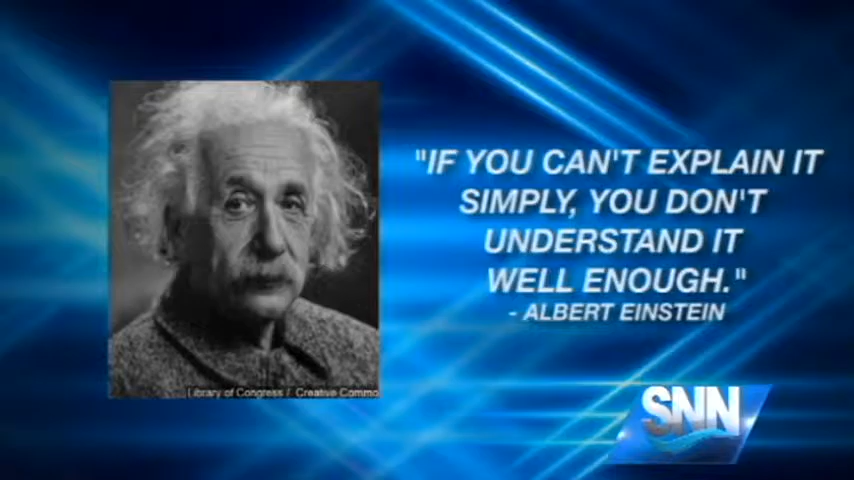 "IF YOU CAN'T EXPLAIN IT
SIMPLY, YOU DON'T
UNDERSTAND IT
WELL ENOUGH."
- ALBERT EINSTEIN
Library of Congress / Creative Commo
SNN